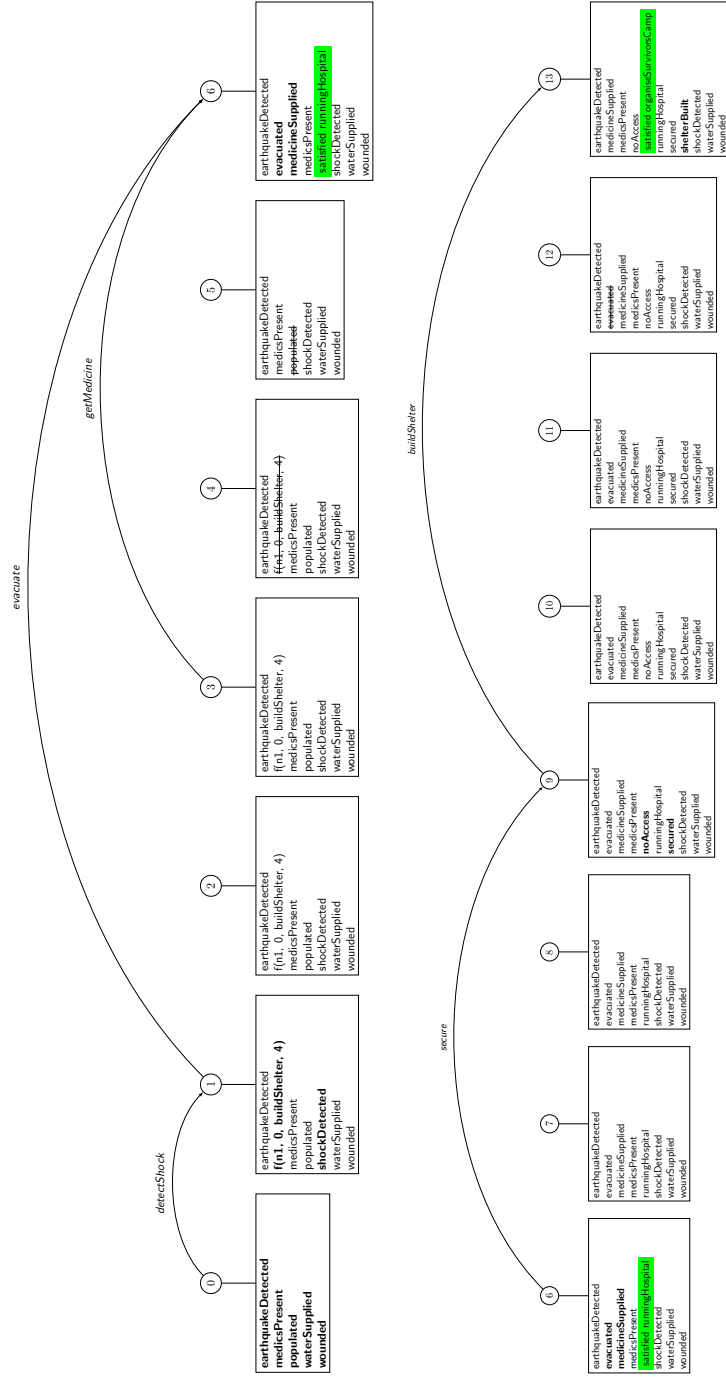 evacuate
getMedicine
detectShock
0
1
2
3
4
5
6
earthquakeDetected
medicsPresent
populated
waterSupplied
wounded
earthquakeDetected
f(n1, 0, buildShelter, 4)
medicsPresent
populated
shockDetected
waterSupplied
wounded
earthquakeDetected
f(n1, 0, buildShelter, 4)
medicsPresent
populated
shockDetected
waterSupplied
wounded
earthquakeDetected
f(n1, 0, buildShelter, 4)
medicsPresent
populated
shockDetected
waterSupplied
wounded
earthquakeDetected
f(n1, 0, buildShelter, 4)
medicsPresent
populated
shockDetected
waterSupplied
wounded
earthquakeDetected
medicsPresent
populated
shockDetected
waterSupplied
wounded
earthquakeDetected
evacuated
medicineSupplied
medicsPresent
satisfied runningHospital
shockDetected
waterSupplied
wounded
secure
buildShelter
6
7
8
9
10
11
12
13
earthquakeDetected
evacuated
medicineSupplied
medicsPresent
satisfied runningHospital
shockDetected
waterSupplied
wounded
earthquakeDetected
evacuated
medicineSupplied
medicsPresent
runningHospital
shockDetected
waterSupplied
wounded
earthquakeDetected
evacuated
medicineSupplied
medicsPresent
runningHospital
shockDetected
waterSupplied
wounded
earthquakeDetected
evacuated
medicineSupplied
medicsPresent
noAccess
runningHospital
secured
shockDetected
waterSupplied
wounded
earthquakeDetected
evacuated
medicineSupplied
medicsPresent
noAccess
runningHospital
secured
shockDetected
waterSupplied
wounded
earthquakeDetected
evacuated
medicineSupplied
medicsPresent
noAccess
runningHospital
secured
shockDetected
waterSupplied
wounded
earthquakeDetected
evacuated
medicineSupplied
medicsPresent
noAccess
runningHospital
secured
shockDetected
waterSupplied
wounded
earthquakeDetected
medicineSupplied
medicsPresent
noAccess
satisfied organiseSurvivorsCamp
runningHospital
secured
shelterBuilt
shockDetected
waterSupplied
wounded